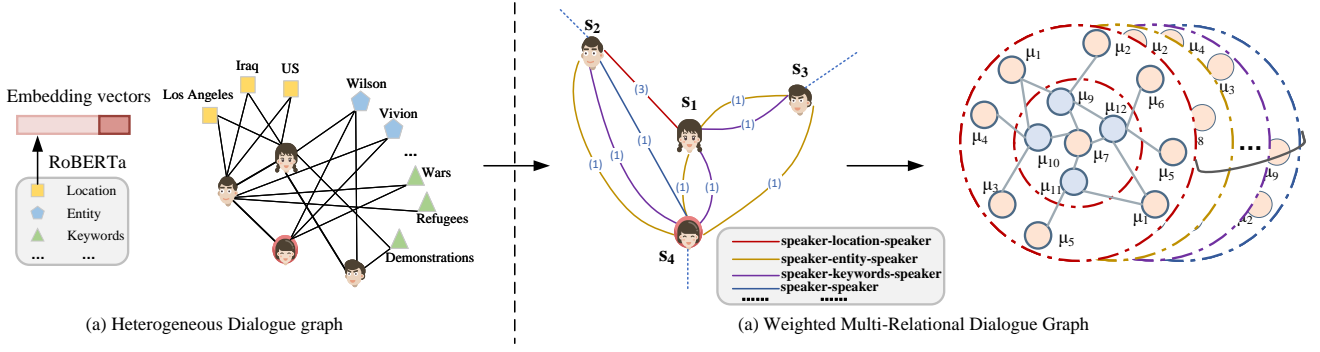 Embedding vectors
RoBERTa
Location
Entity
Keywords
... ...
Los Angeles
Iraq
US
Wilson
Vivion
...
Wars
Refugees
Demonstrations
(a) Heterogeneous Dialogue graph
s2
s3
s1
s4
(3)
(1)
(1)
(1)
(1)
(1)
(1)
(1)
(1)
speaker-location-speaker
speaker-entity-speaker
speaker-keywords-speaker
speaker-speaker
...... ......
(a) Weighted Multi-Relational Dialogue Graph
μ1
μ2
μ2
μ4
μ3
μ9
μ12
μ6
μ4
μ10
μ7
μ5
8
...
μ9
μ3
μ11
μ1
μ2
μ5